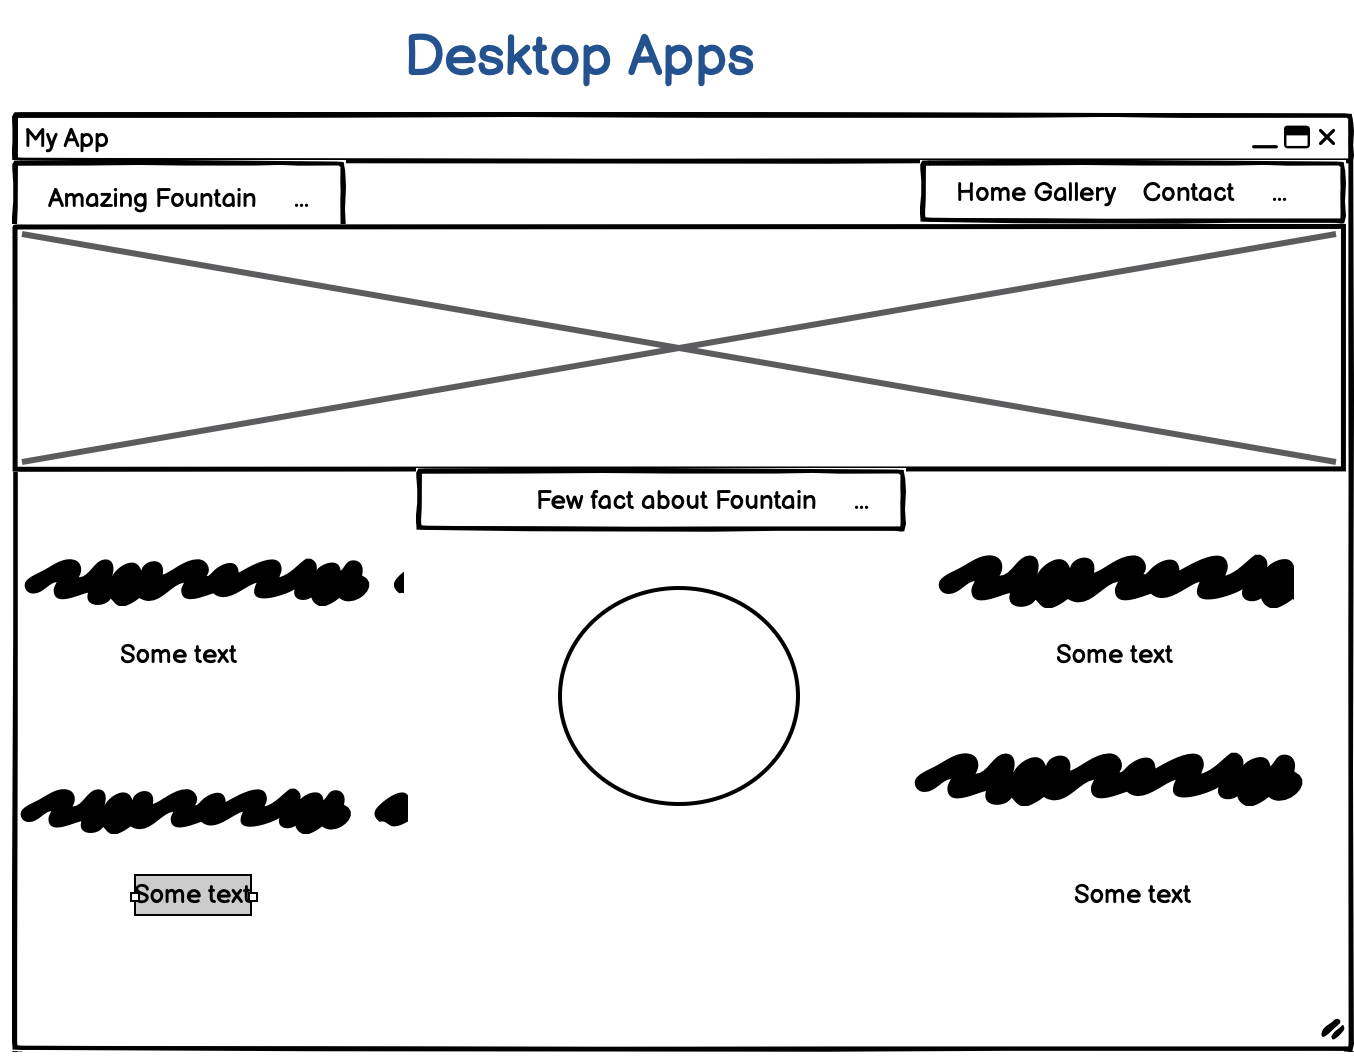 Desktop Apps
My App
Amazing Fountain ...
Home Gallery Contact ...
Few fact about Fountain ...
Some text
Some text
Some text
Some text